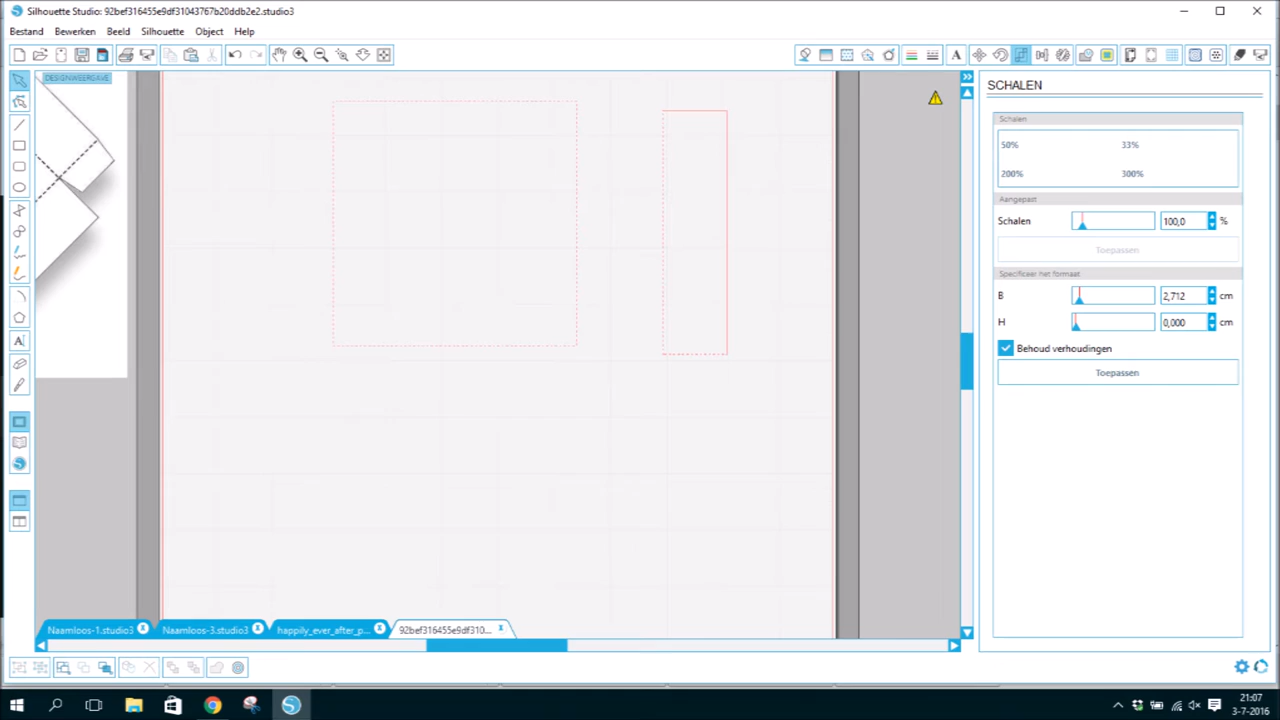 Silhouette Studio: 92bef316455e9df31043767b20ddb2e2.studio3
Bestand Bewerken Beeld Silhouette Object Help
DESIGNWEERGAVE
SCHALEN
Schalen
50% 33%
200% 300%
Aangepast
Schalen 100,0 %
Toepassen
Specificeer het formaat
B 2,712 cm
H 0,000 cm
Behoud verhoudingen
Toepassen
Naamloos-1.studio3 Naamloos-3.studio3 happily_ever_after_p... 92bef316455e9df310...
21:07
3-7-2016